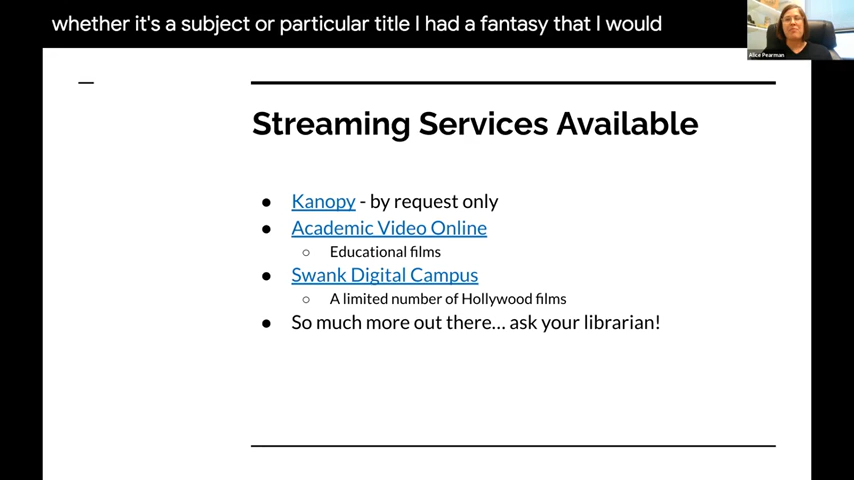 whether it's a subject or particular title I had a fantasy that I would
Alice Pearman
Streaming Services Available
● Kanopy - by request only
● Academic Video Online
○ Educational films
● Swank Digital Campus
○ A limited number of Hollywood films
● So much more out there... ask your librarian!